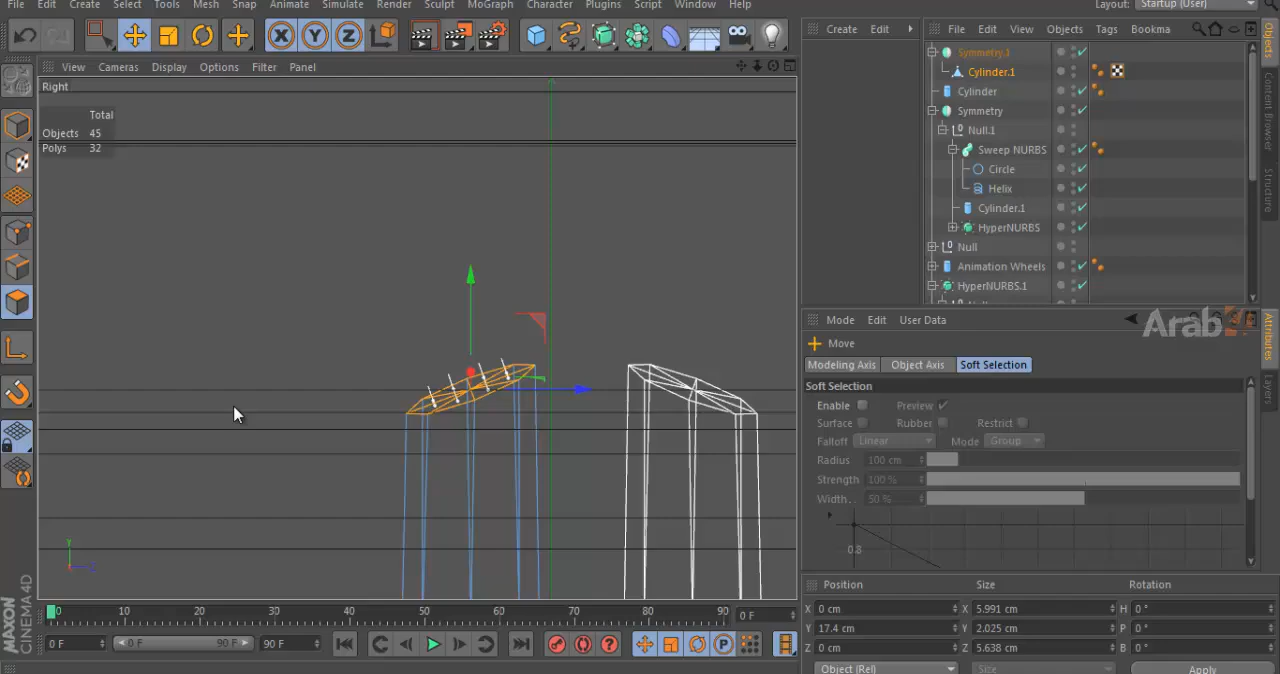 File Edit Create Select Tools Mesh Snap Animate Simulate Render Sculpt MoGraph Character Plugins Script Window Help
Layout: Startup (User)
View Cameras Display Options Filter Panel
Right
Total
Objects 45
Polys 32
Y
0 10 20 30 40 50 60 70 80 90 0 F
0 F 0 F 90 F 90 F
MAXON
CINEMA 4D
Create Edit
File Edit View Objects Tags Bookma
Symmetry.1
Cylinder.1
Cylinder
Symmetry
Null.1
Sweep NURBS
Circle
Helix
Cylinder.1
HyperNURBS
Null
Animation Wheels
HyperNURBS.1
Objects
Content Browser
Structure
Mode Edit User Data
Arab
Move
Modeling Axis Object Axis Soft Selection
Soft Selection
Enable Preview
Surface Rubber Restrict
Falloff Linear Mode Group
Radius 100 cm
Strength 100 %
Width . . 50 %
0.8
Attributes
Layers
Position Size Rotation
X 0 cm X 5.991 cm H 0 °
Y 17.4 cm Y 2.025 cm P 0 °
Z 0 cm Z 5.638 cm B 0 °
Object (Rel) Size Apply